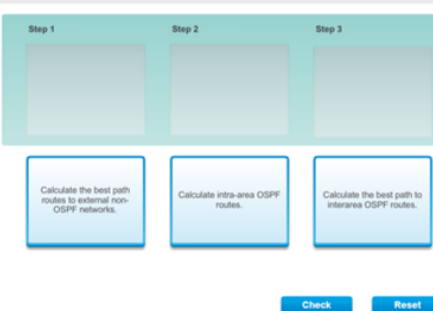 Step 1
Step 2
Step 3
Calculate the best path
routes to external non-
OSPF networks.
Calculate intra-area OSPF
routes.
Calculate the best path to
interarea OSPF routes.
Check
Reset